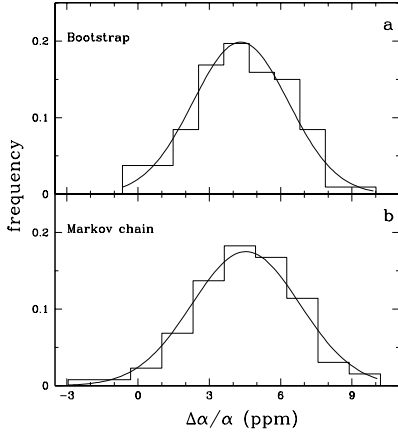 a
0.2
Bootstrap
0.1
0
frequency
b
0.2
Markov chain
0.1
0
−3 0 3 6 9
Δα/α (ppm)